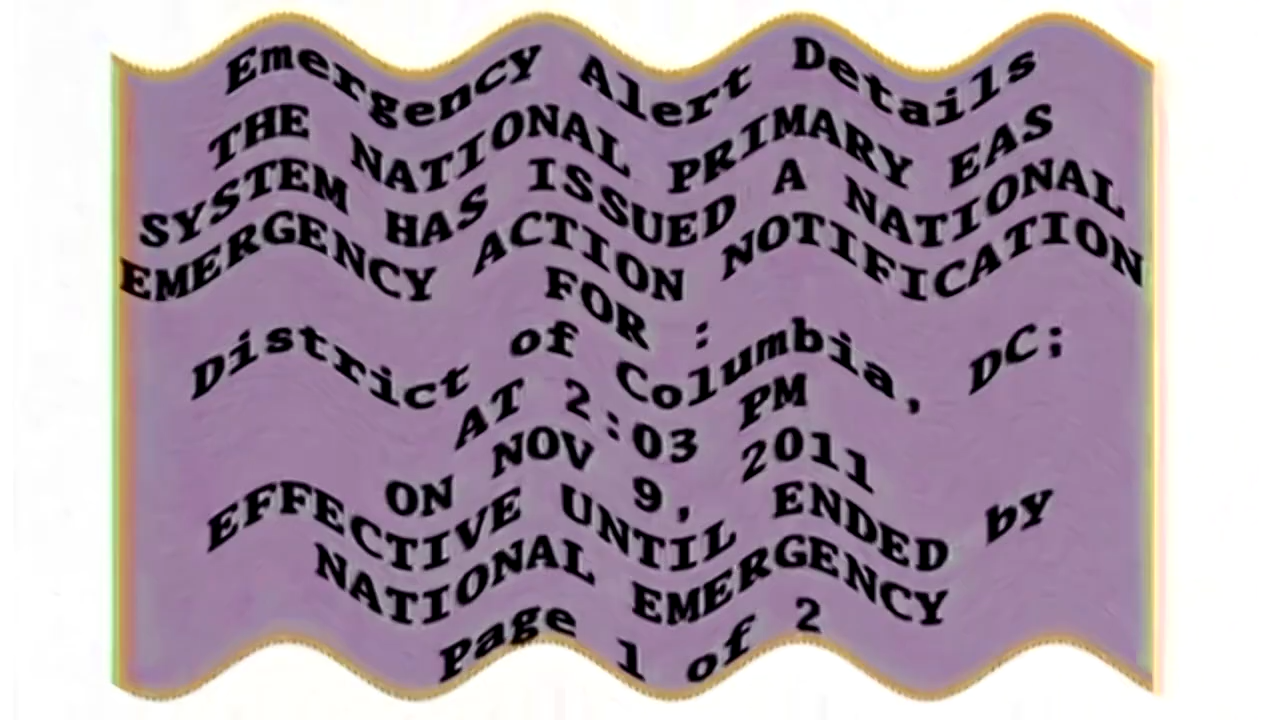 Emergency Alert Details
THE NATIONAL PRIMARY EAS
SYSTEM HAS ISSUED A NATIONAL
EMERGENCY ACTION NOTIFICATION
FOR :
District of Columbia, DC;
AT 2:03 PM
ON NOV 9, 2011
EFFECTIVE UNTIL ENDED by
NATIONAL EMERGENCY
Page 1 of 2